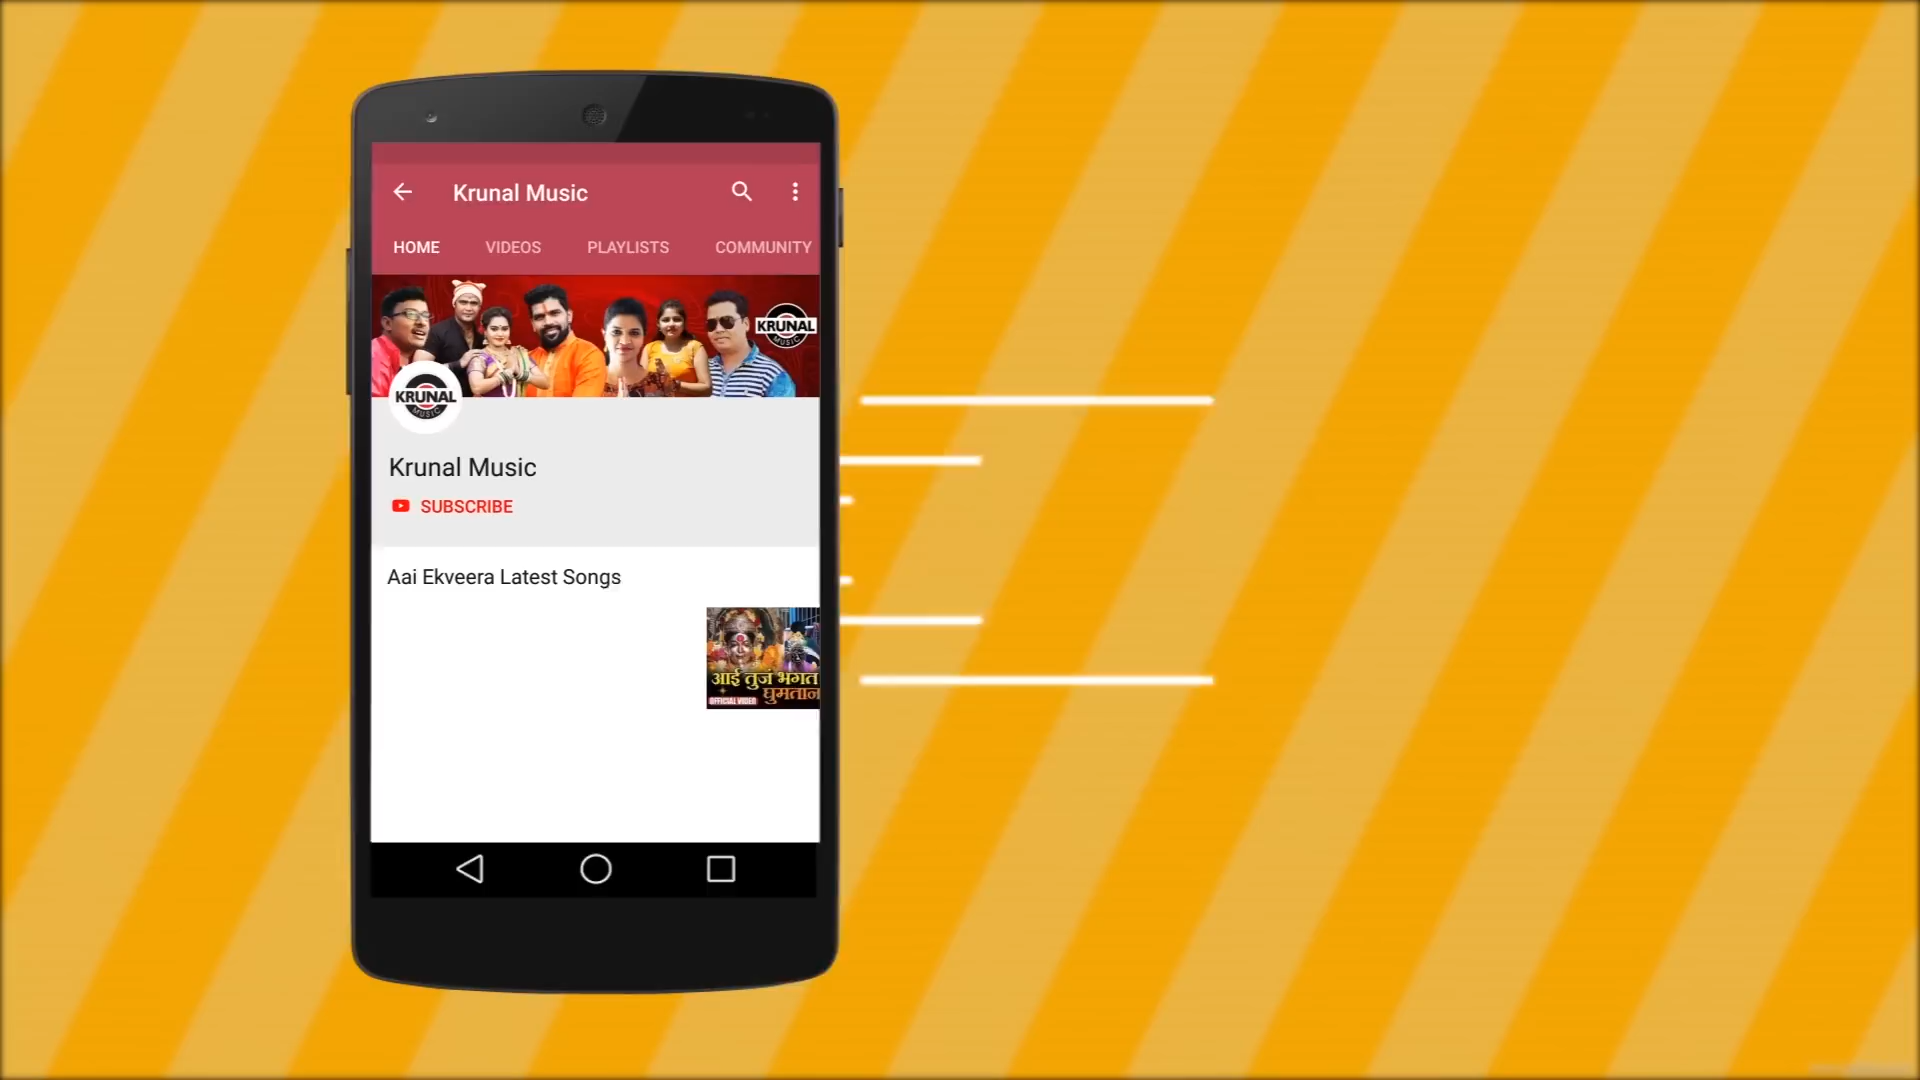 Krunal Music
HOME VIDEOS PLAYLISTS COMMUNITY
KRUNAL
MUSIC
KRUNAL
MUSIC
Krunal Music
SUBSCRIBE
Aai Ekveera Latest Songs
आई तुजं भगत
घुमतान
OFFICIAL VIDEO